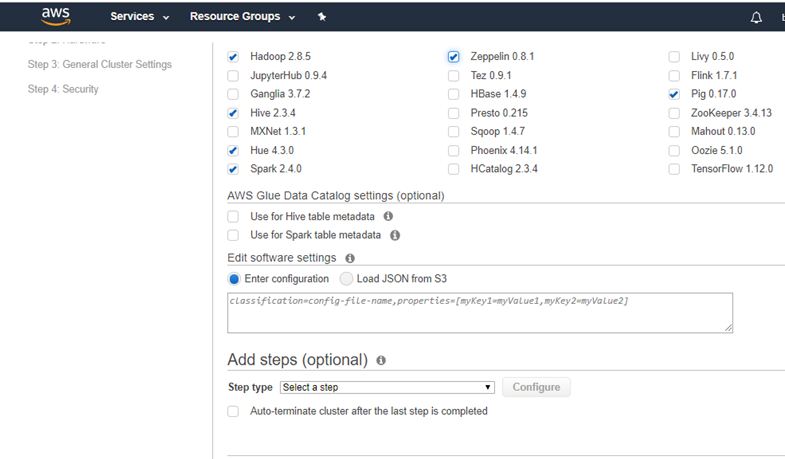 aws Services Resource Groups
Step 2: Hardware
Step 3: General Cluster Settings
Step 4: Security
Hadoop 2.8.5 Zeppelin 0.8.1 Livy 0.5.0
JupyterHub 0.9.4 Tez 0.9.1 Flink 1.7.1
Ganglia 3.7.2 HBase 1.4.9 Pig 0.17.0
Hive 2.3.4 Presto 0.215 ZooKeeper 3.4.13
MXNet 1.3.1 Sqoop 1.4.7 Mahout 0.13.0
Hue 4.3.0 Phoenix 4.14.1 Oozie 5.1.0
Spark 2.4.0 HCatalog 2.3.4 TensorFlow 1.12.0
AWS Glue Data Catalog settings (optional)
Use for Hive table metadata
Use for Spark table metadata
Edit software settings
Enter configuration Load JSON from S3
classification=config-file-name,properties=[myKey1=myValue1,myKey2=myValue2]
Add steps (optional)
Step type Select a step Configure
Auto-terminate cluster after the last step is completed